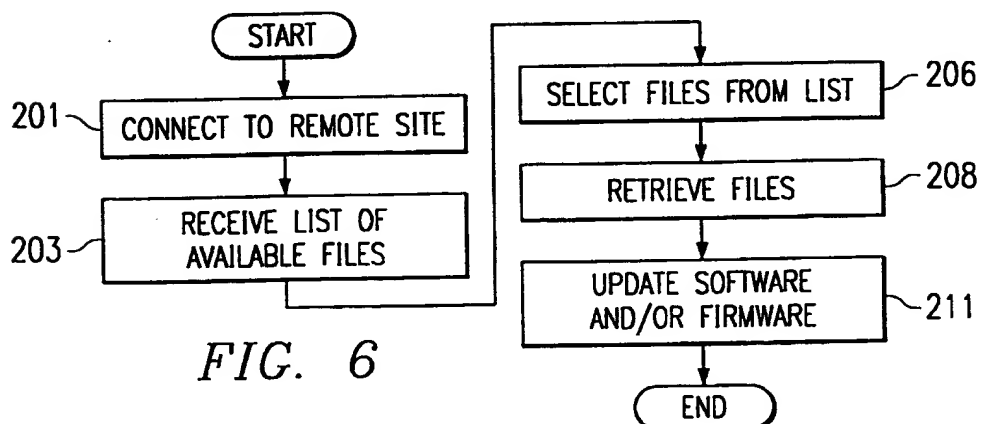 START
201
CONNECT TO REMOTE SITE
203
RECEIVE LIST OF
AVAILABLE FILES
206
SELECT FILES FROM LIST
208
RETRIEVE FILES
211
UPDATE SOFTWARE
AND/OR FIRMWARE
END
FIG. 6